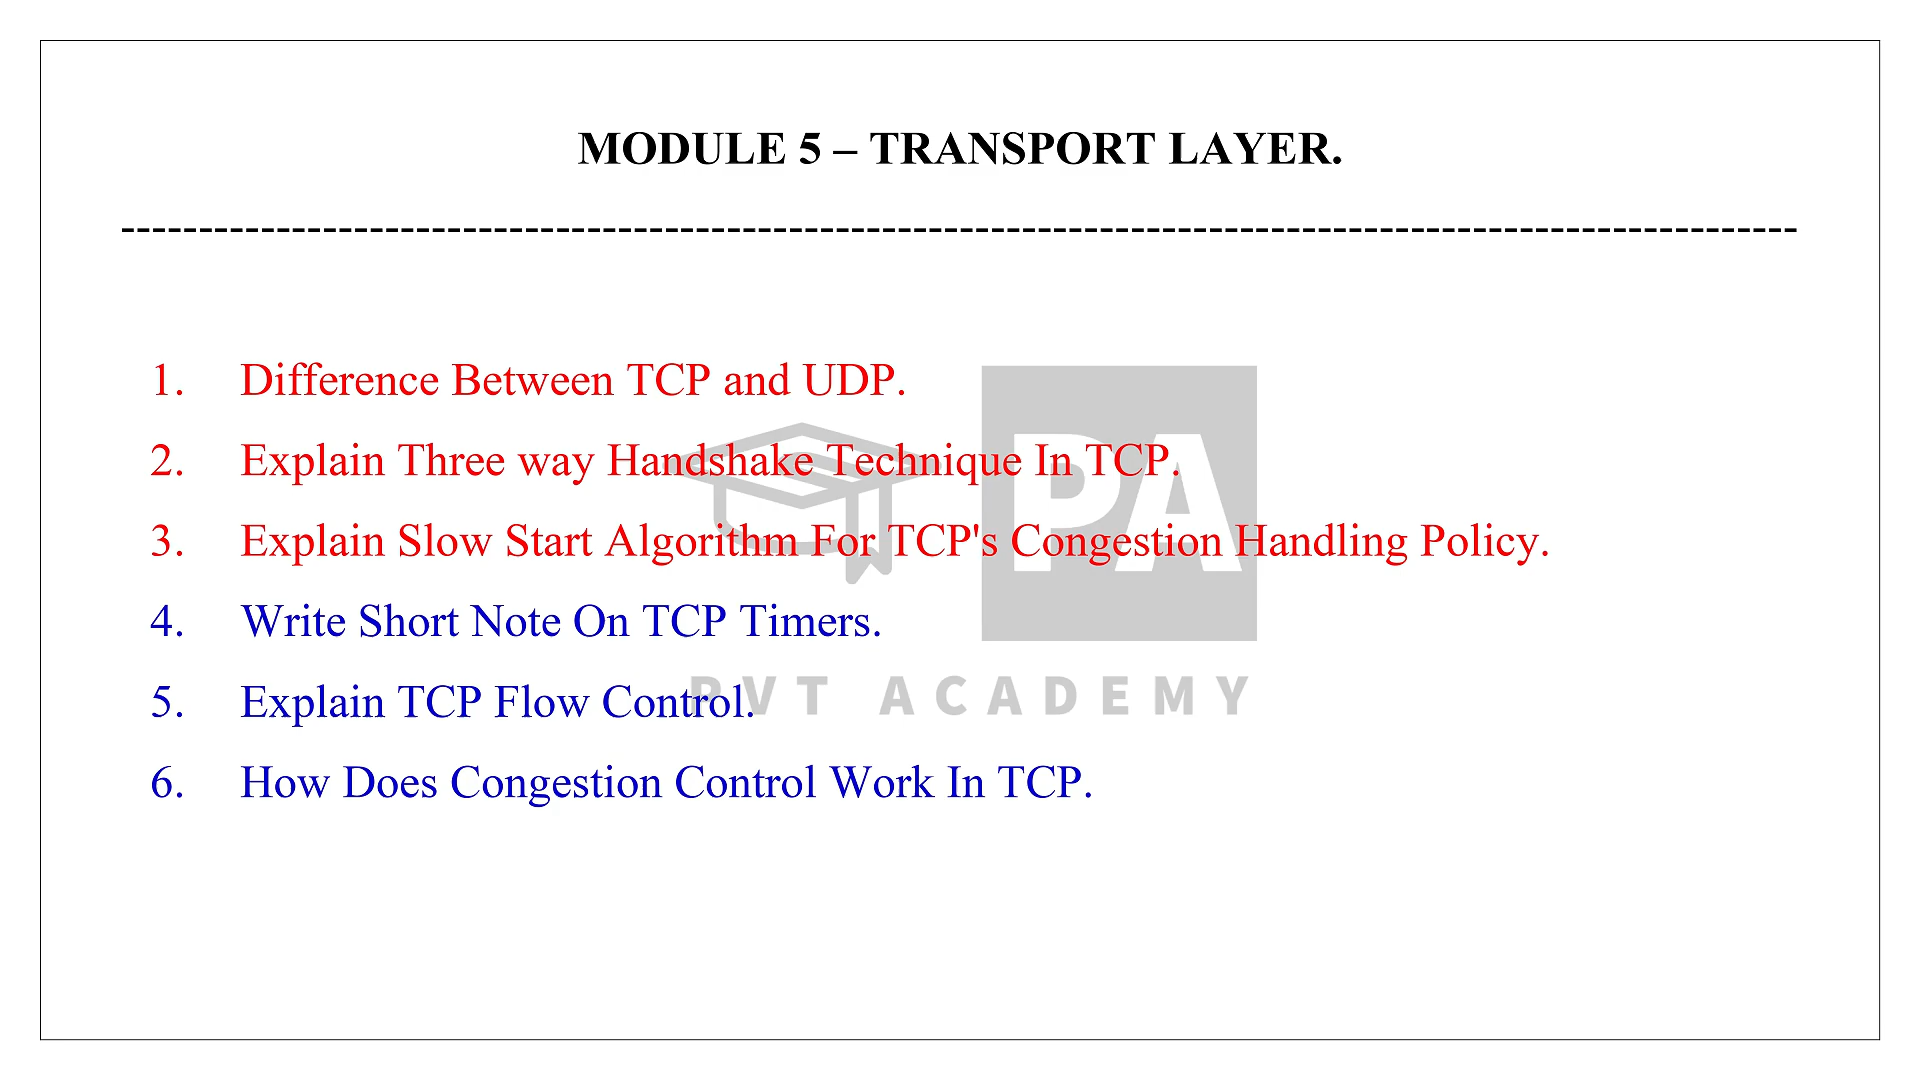 MODULE 5 – TRANSPORT LAYER.
--------------------------------------------------------------------------------------------------------------
1. Difference Between TCP and UDP.
2. Explain Three way Handshake Technique In TCP.
3. Explain Slow Start Algorithm For TCP's Congestion Handling Policy.
4. Write Short Note On TCP Timers.
5. Explain TCP Flow Control.
6. How Does Congestion Control Work In TCP.
PA
PVT ACADEMY